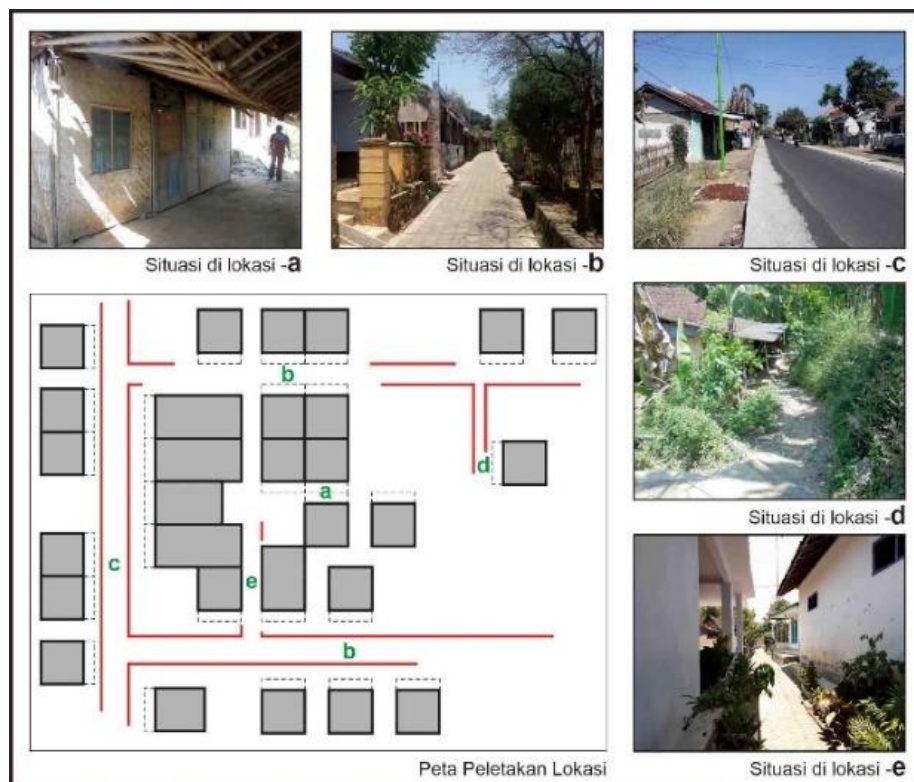 Situasi di lokasi -a
Situasi di lokasi -b
Situasi di lokasi -c
b
d
a
c
e
b
Peta Peletakan Lokasi
Situasi di lokasi -d
Situasi di lokasi -e